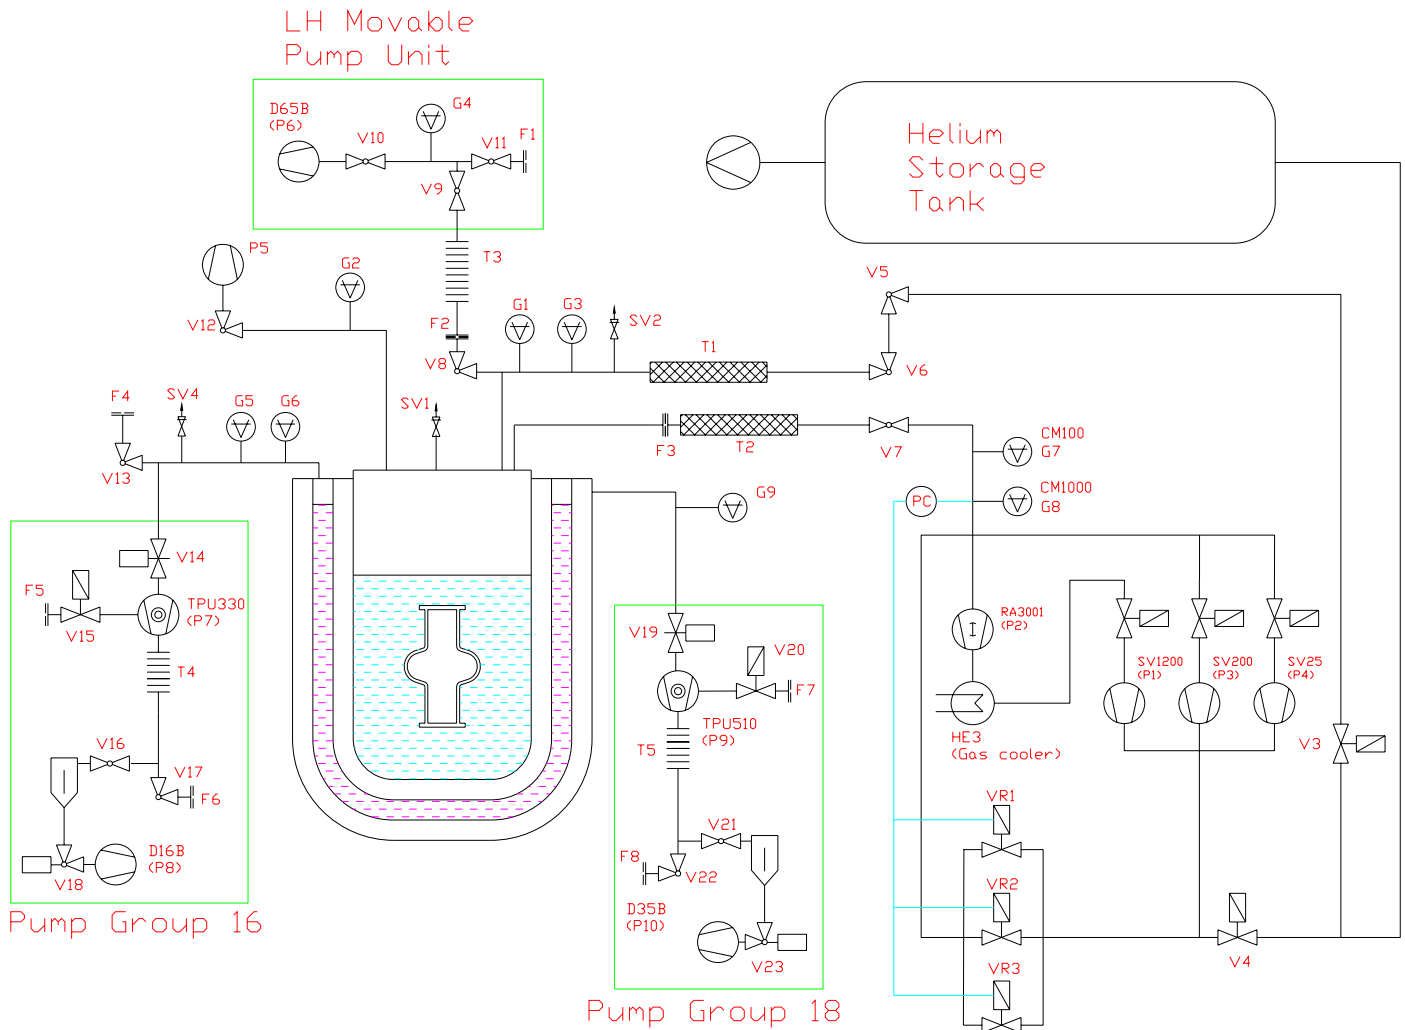 LH Movable
Pump Unit
D65B
(P6)
V10
G4
V11
F1
V9
Helium
Storage
Tank
P5
G2
T3
V12
F2
G1
G3
SV2
V5
V8
T1
V6
F4
SV4
G5
G6
SV1
F3
T2
V7
CM100
G7
V13
G9
PC
CM1000
G8
V14
F5
V15
TPU330
(P7)
T4
V19
V20
F7
TPU510
(P9)
T5
RA3001
(P2)
SV1200
(P1)
SV200
(P3)
SV25
(P4)
HE3
(Gas cooler)
V3
V16
V17
F6
D16B
(P8)
V18
Pump Group 16
V21
F8
V22
D35B
(P10)
V23
Pump Group 18
VR1
VR2
VR3
V4